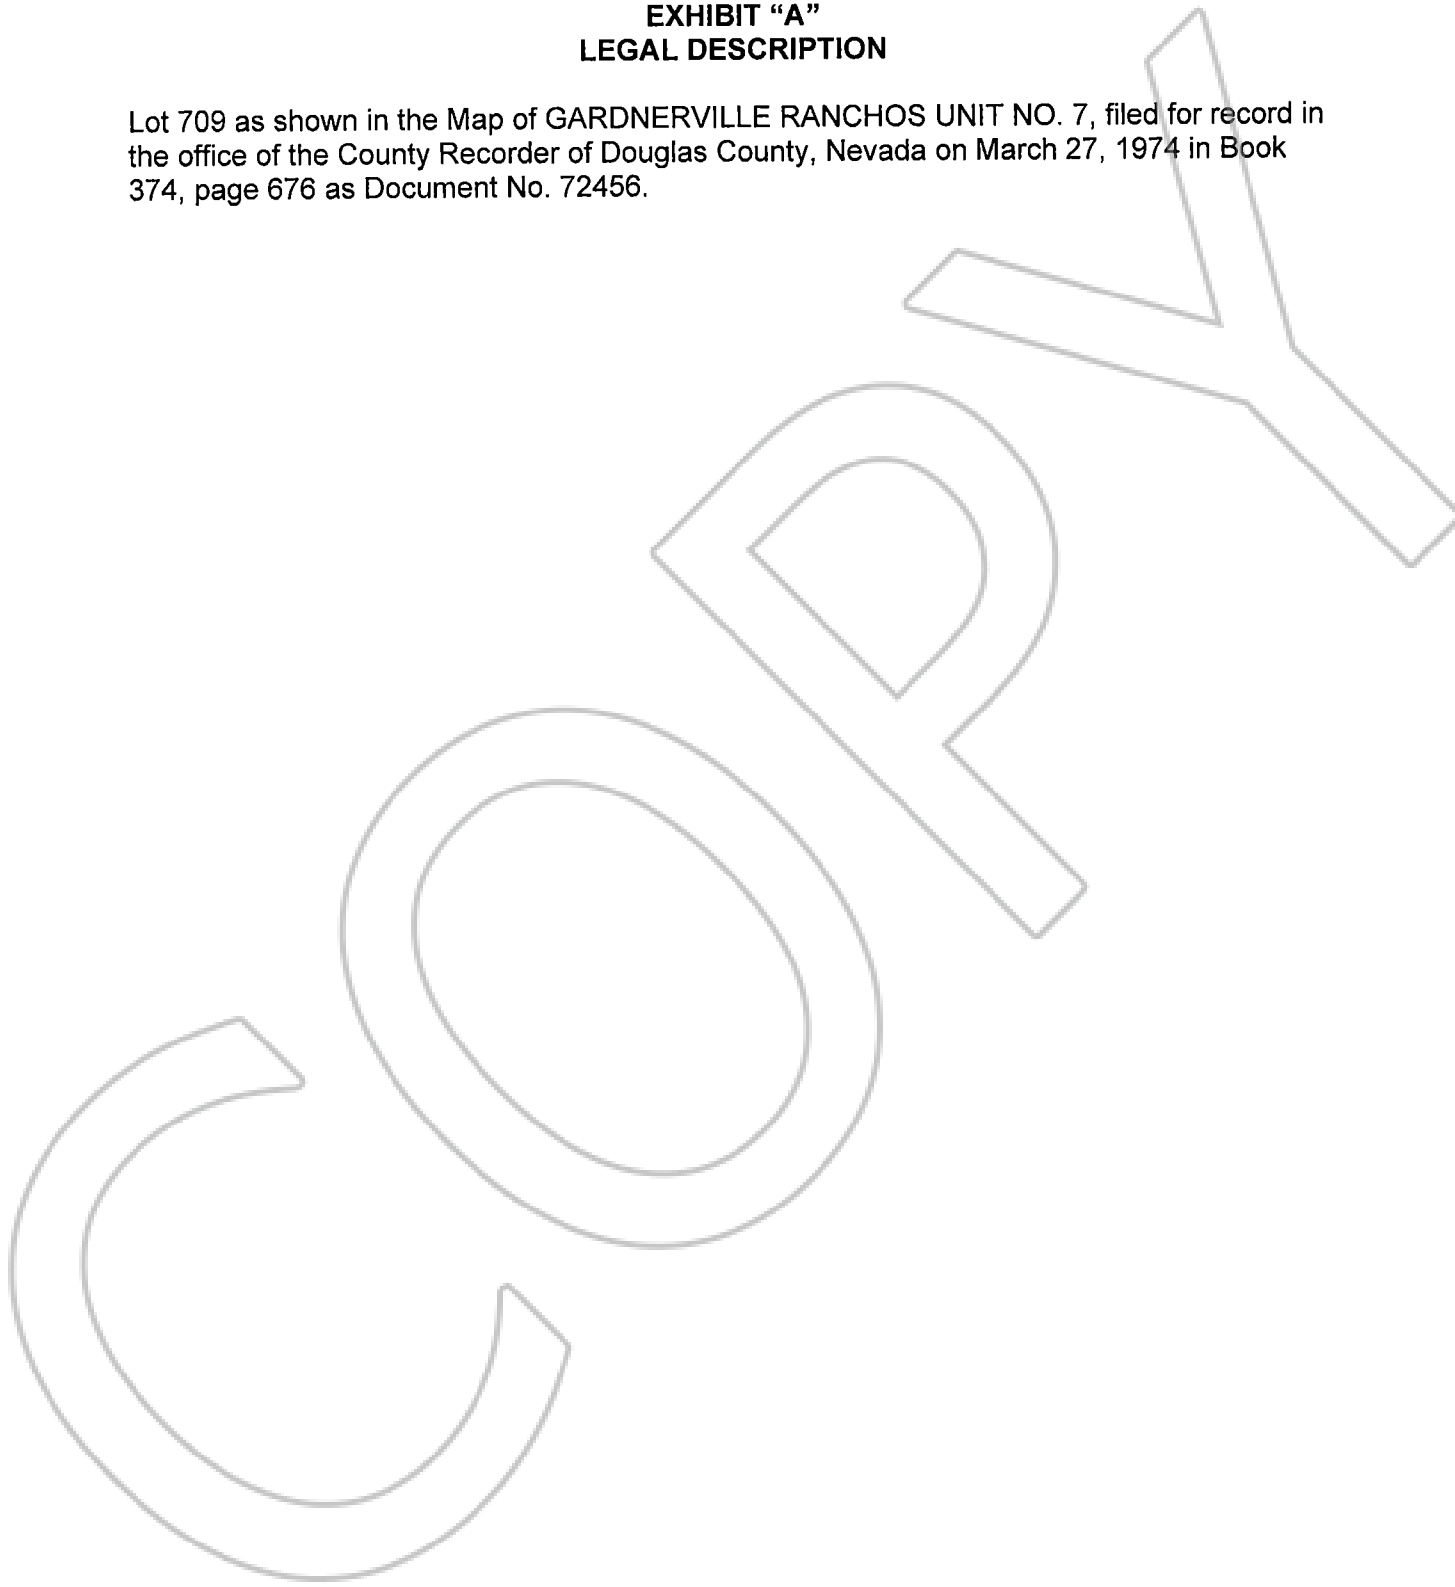 EXHIBIT “A”
LEGAL DESCRIPTION
Lot 709 as shown in the Map of GARDNERVILLE RANCHOS UNIT NO. 7, filed for record in
the office of the County Recorder of Douglas County, Nevada on March 27, 1974 in Book
374, page 676 as Document No. 72456.
COPY